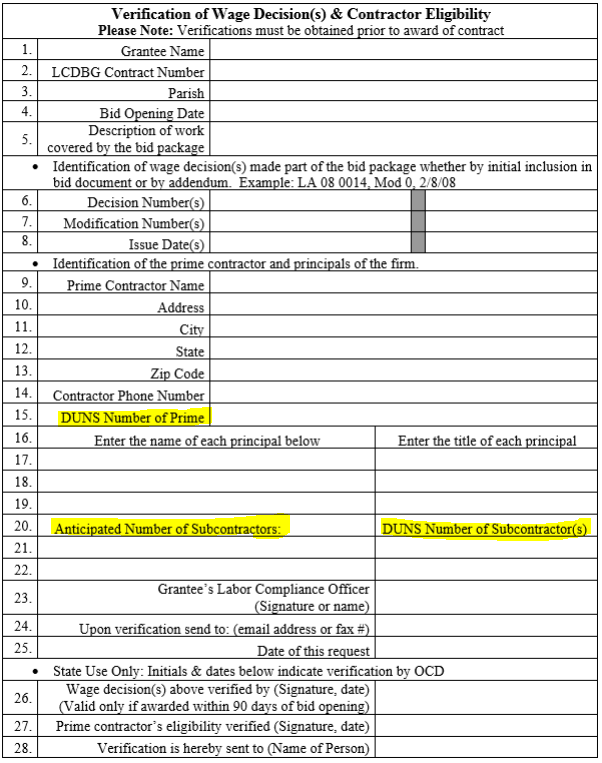 Verification of Wage Decision(s) & Contractor Eligibility
Please Note: Verifications must be obtained prior to award of contract
1. Grantee Name
2. LCDBG Contract Number
3. Parish
4. Bid Opening Date
5. Description of work
covered by the bid package
• Identification of wage decision(s) made part of the bid package whether by initial inclusion in
bid document or by addendum. Example: LA 08 0014, Mod 0, 2/8/08
6. Decision Number(s)
7. Modification Number(s)
8. Issue Date(s)
• Identification of the prime contractor and principals of the firm.
9. Prime Contractor Name
10. Address
11. City
12. State
13. Zip Code
14. Contractor Phone Number
15. DUNS Number of Prime
16. Enter the name of each principal below Enter the title of each principal
17.
18.
19.
20. Anticipated Number of Subcontractors: DUNS Number of Subcontractor(s)
21.
22.
23. Grantee's Labor Compliance Officer
(Signature or name)
24. Upon verification send to: (email address or fax #)
25. Date of this request
• State Use Only: Initials & dates below indicate verification by OCD
26. Wage decision(s) above verified by (Signature, date)
(Valid only if awarded within 90 days of bid opening)
27. Prime contractor's eligibility verified (Signature, date)
28. Verification is hereby sent to (Name of Person)